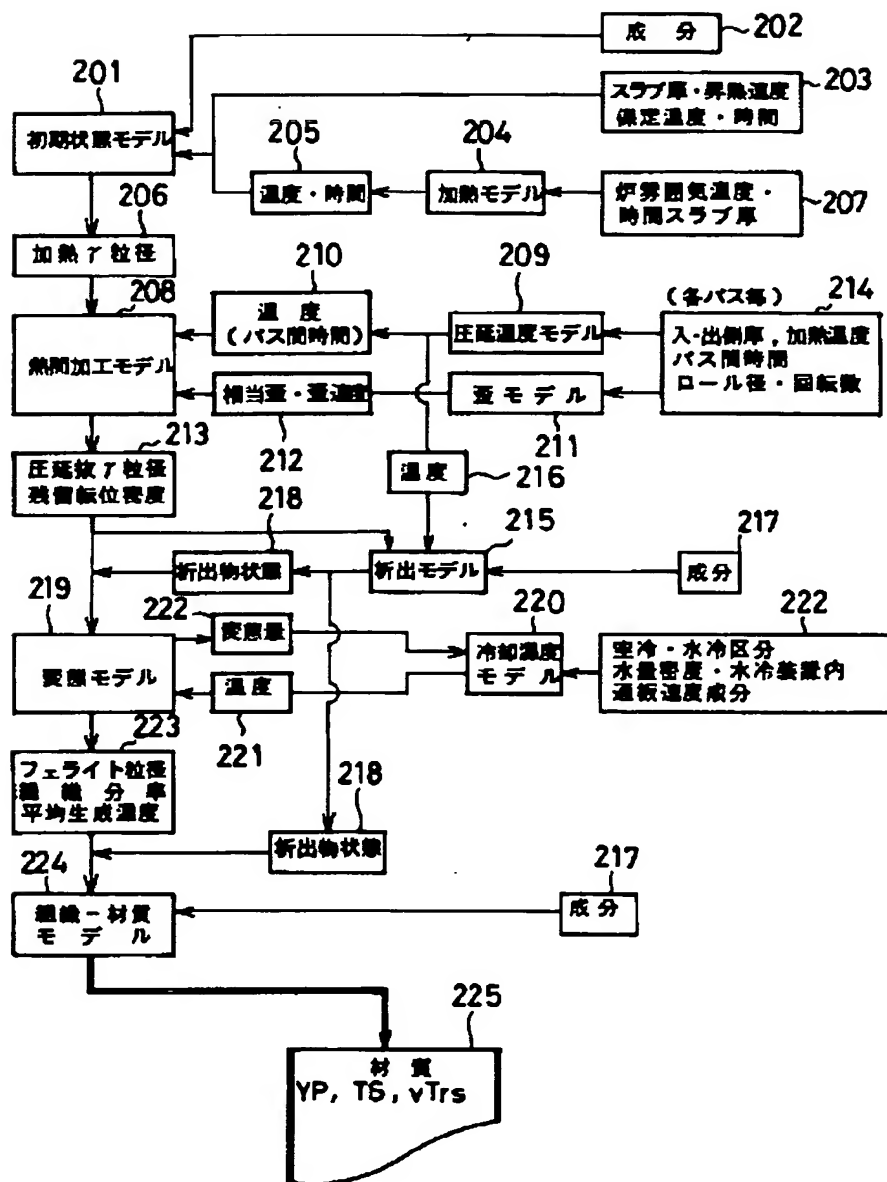 成分
202
201
203
スラブ庫・昇熱速度
保定温度・時間
初期状態モデル
205
204
温度・時間
加熱モデル
炉雰囲気温度・
時間スラブ庫
207
206
加熱γ粒径
208
210
209
(各パス毎)
214
温度
(パス間時間)
圧延温度モデル
入・出側庫,加熱温度
パス間時間
ロール径・回転数
熱間加工モデル
相当歪・歪速度
歪モデル
212
211
213
圧延抜γ粒径
残留転位密度
温度
216
218
215
217
折出物状態
折出モデル
成分
219
222
220
222
変態量
冷却温度
モデル
空冷・水冷区分
水量密度・水冷装置内
通板速度成分
変態モデル
温度
221
223
フェライト粒径
組織分率
平均生成温度
218
折出物状態
224
217
組織-材質
モデル
成分
225
材質
YP, TS, vTrs